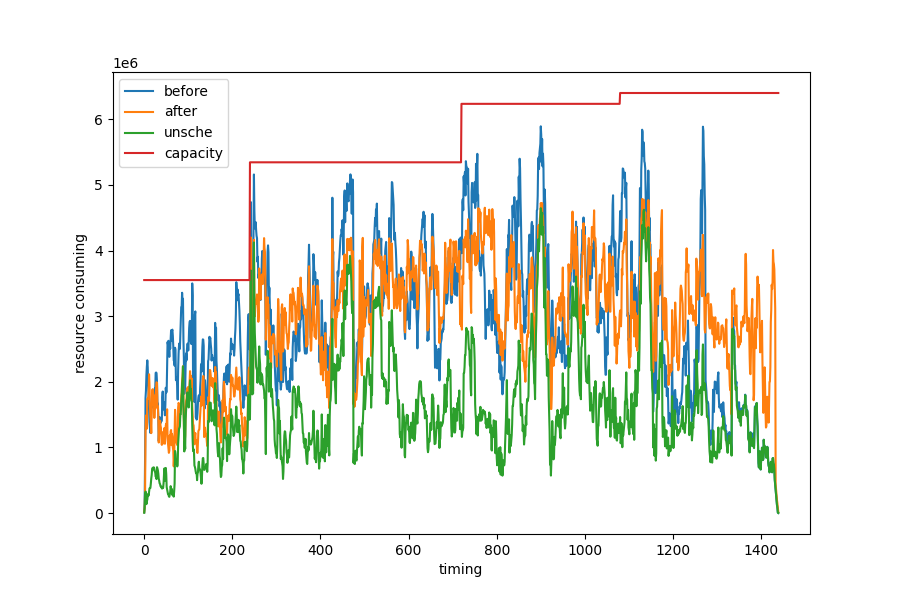 1e6
before
after
unsche
capacity
resource consuming
6
5
4
3
2
1
0
0 200 400 600 800 1000 1200 1400
timing